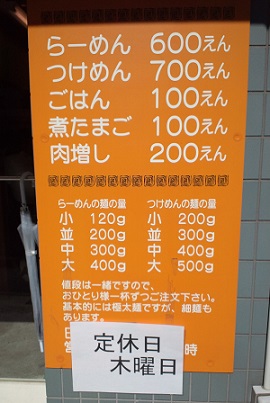 らーめん 600えん
つけめん 700えん
ごはん 100えん
煮たまご 100えん
肉増し 200えん
らーめんの麺の量 つけめんの麺の量
小 120g 小 200g
並 200g 並 300g
中 300g 中 400g
大 400g 大 500g
値段は一緒ですので、
おひとり様一杯ずつご注文下さい。
基本的には極太麺ですが、細麺も
あります。
定休日
木曜日
時